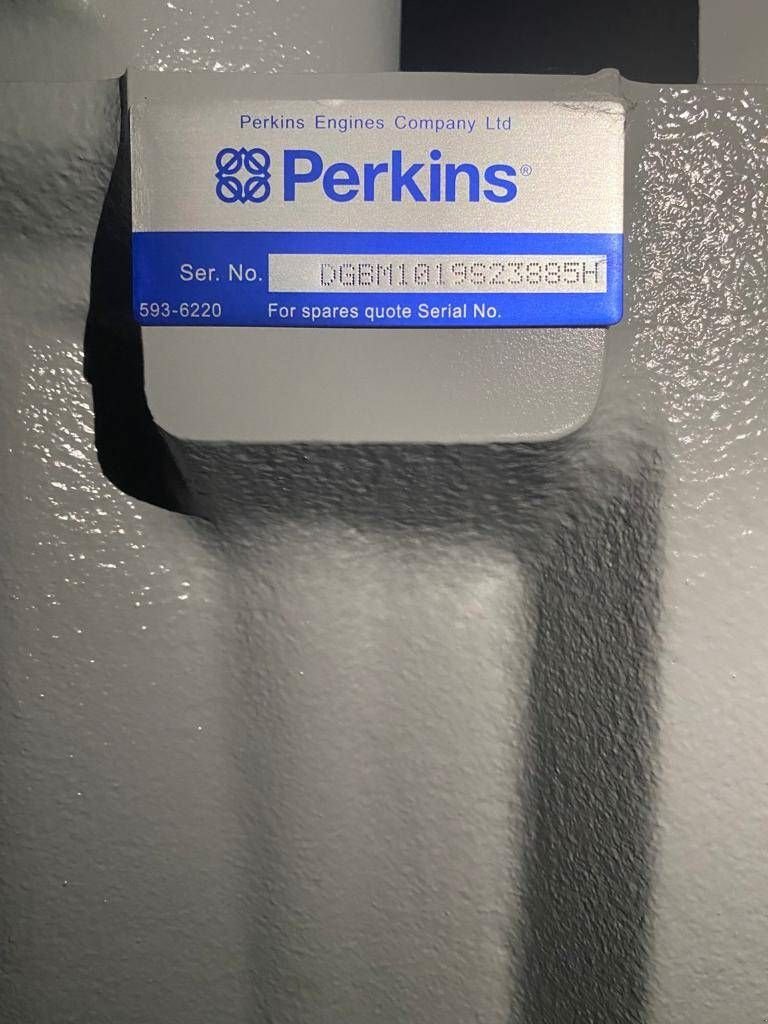 Perkins Engines Company Ltd
Perkins®
Ser. No. DGBM1019S23885H
593-6220 For spares quote Serial No.